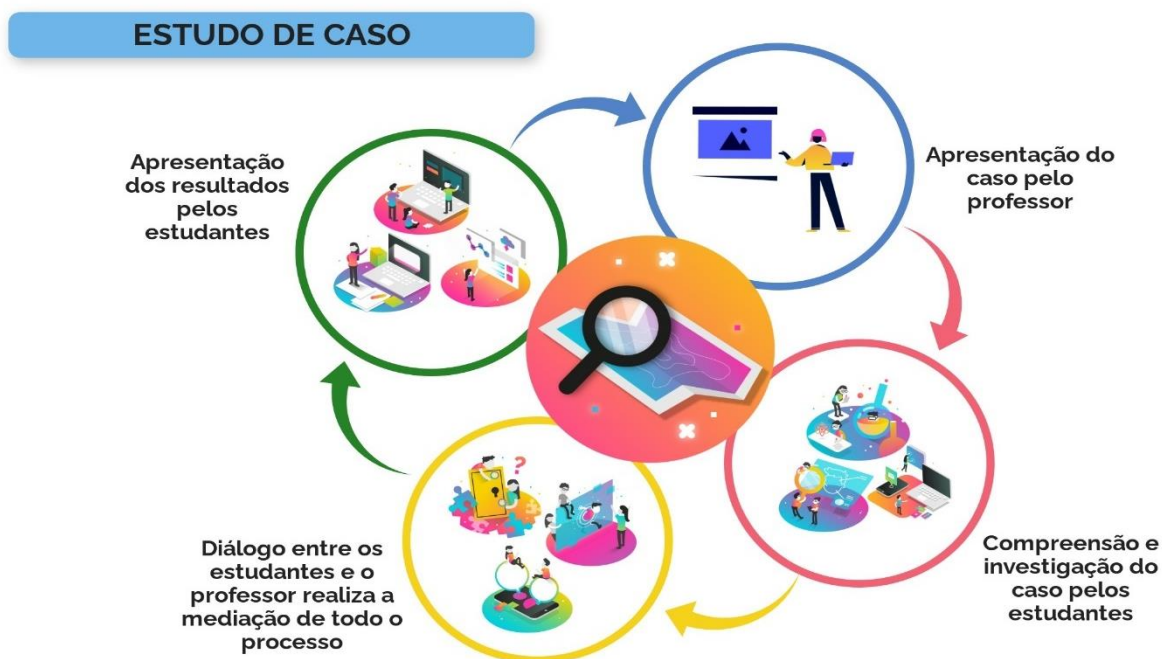 ESTUDO DE CASO
Apresentação do
caso pelo
professor
Compreensão e
investigação do
caso pelos
estudantes
Diálogo entre os
estudantes e o
professor realiza a
mediação de todo o
processo
Apresentação
dos resultados
pelos
estudantes